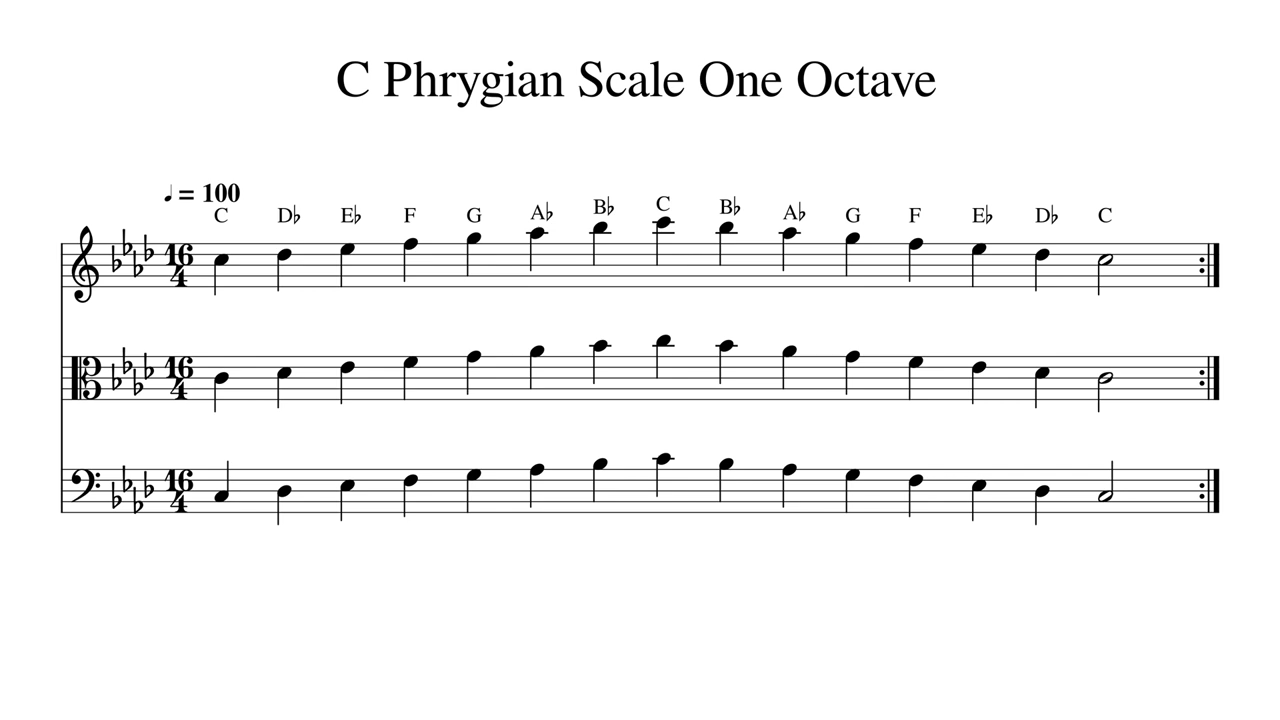 C Phrygian Scale One Octave
♩ = 100
C D♭ E♭ F G A♭ B♭ C B♭ A♭ G F E♭ D♭ C
16
4
16
4
16
4